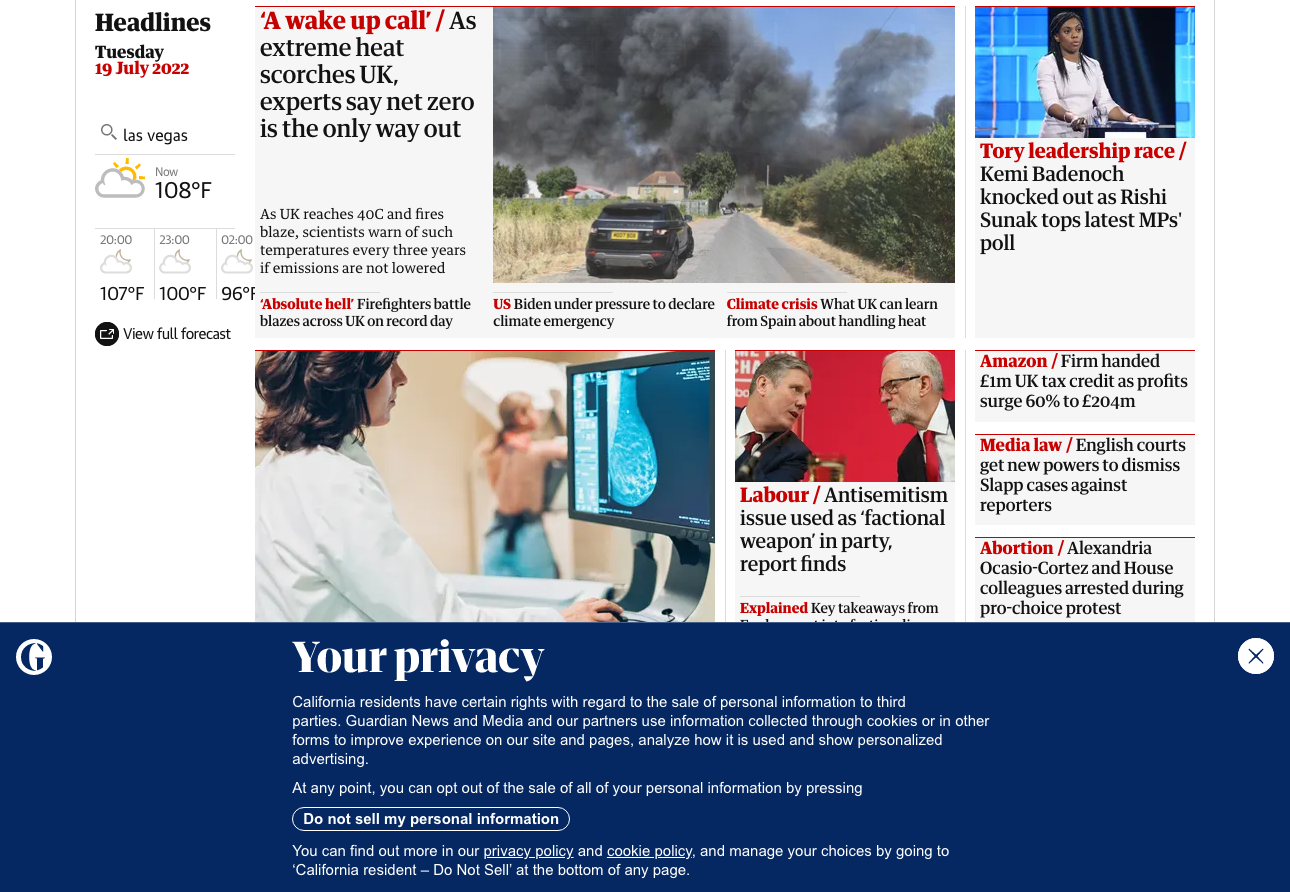 Headlines
Tuesday
19 July 2022
las vegas
Now
108°F
20:00
23:00
02:00
107°F
100°F
96°F
View full forecast
‘A wake up call’ / As
extreme heat
scorches UK,
experts say net zero
is the only way out
As UK reaches 40C and fires
blaze, scientists warn of such
temperatures every three years
if emissions are not lowered
‘Absolute hell’ Firefighters battle
blazes across UK on record day
US Biden under pressure to declare
climate emergency
Climate crisis What UK can learn
from Spain about handling heat
Tory leadership race /
Kemi Badenoch
knocked out as Rishi
Sunak tops latest MPs'
poll
Labour / Antisemitism
issue used as ‘factional
weapon’ in party,
report finds
Explained Key takeaways from
Amazon / Firm handed
£1m UK tax credit as profits
surge 60% to £204m
Media law / English courts
get new powers to dismiss
Slapp cases against
reporters
Abortion / Alexandria
Ocasio-Cortez and House
colleagues arrested during
pro-choice protest
Your privacy
California residents have certain rights with regard to the sale of personal information to third
parties. Guardian News and Media and our partners use information collected through cookies or in other
forms to improve experience on our site and pages, analyze how it is used and show personalized
advertising.
At any point, you can opt out of the sale of all of your personal information by pressing
Do not sell my personal information
You can find out more in our privacy policy and cookie policy, and manage your choices by going to
‘California resident – Do Not Sell’ at the bottom of any page.